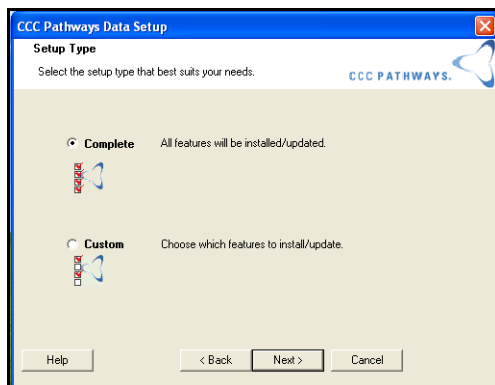 CCC Pathways Data Setup
Setup Type
Select the setup type that best suits your needs.
CCC PATHWAYS.
Complete All features will be installed/updated.
Custom Choose which features to install/update.
Help < Back Next > Cancel